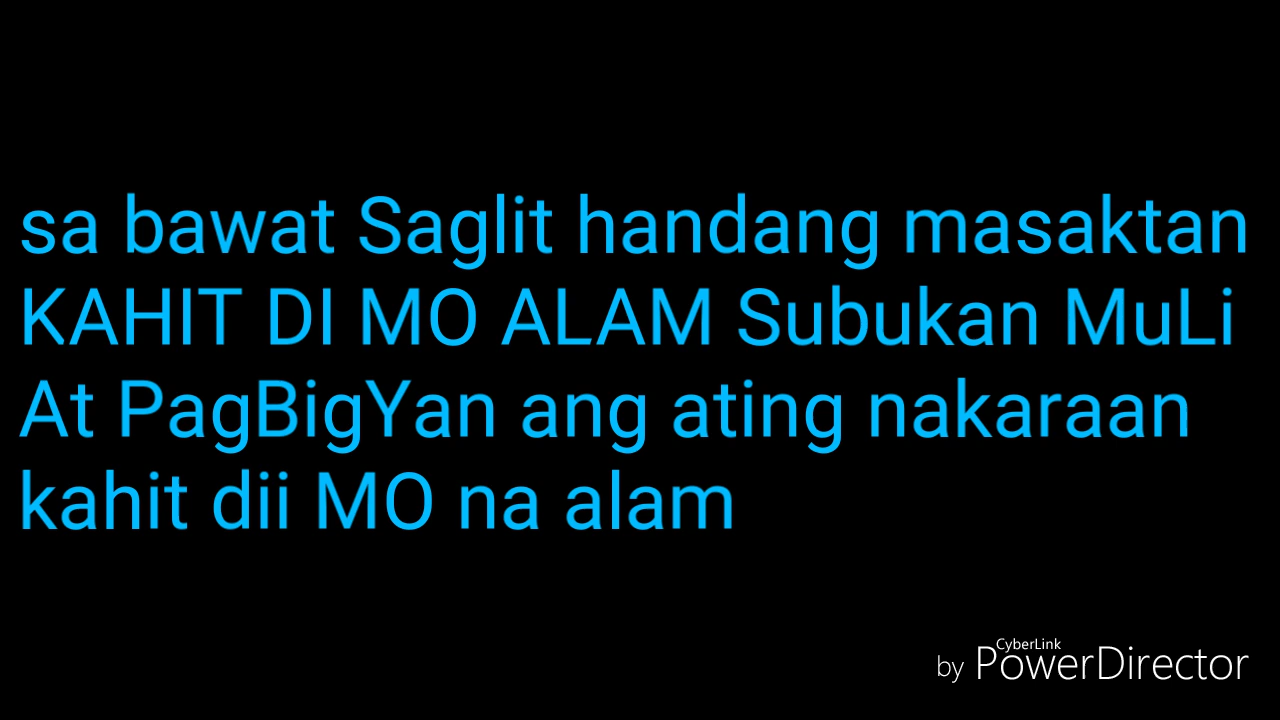 sa bawat Saglit handang masaktan
KAHIT DI MO ALAM Subukan MuLi
At PagBigYan ang ating nakaraan
kahit dii MO na alam
CyberLink
by PowerDirector